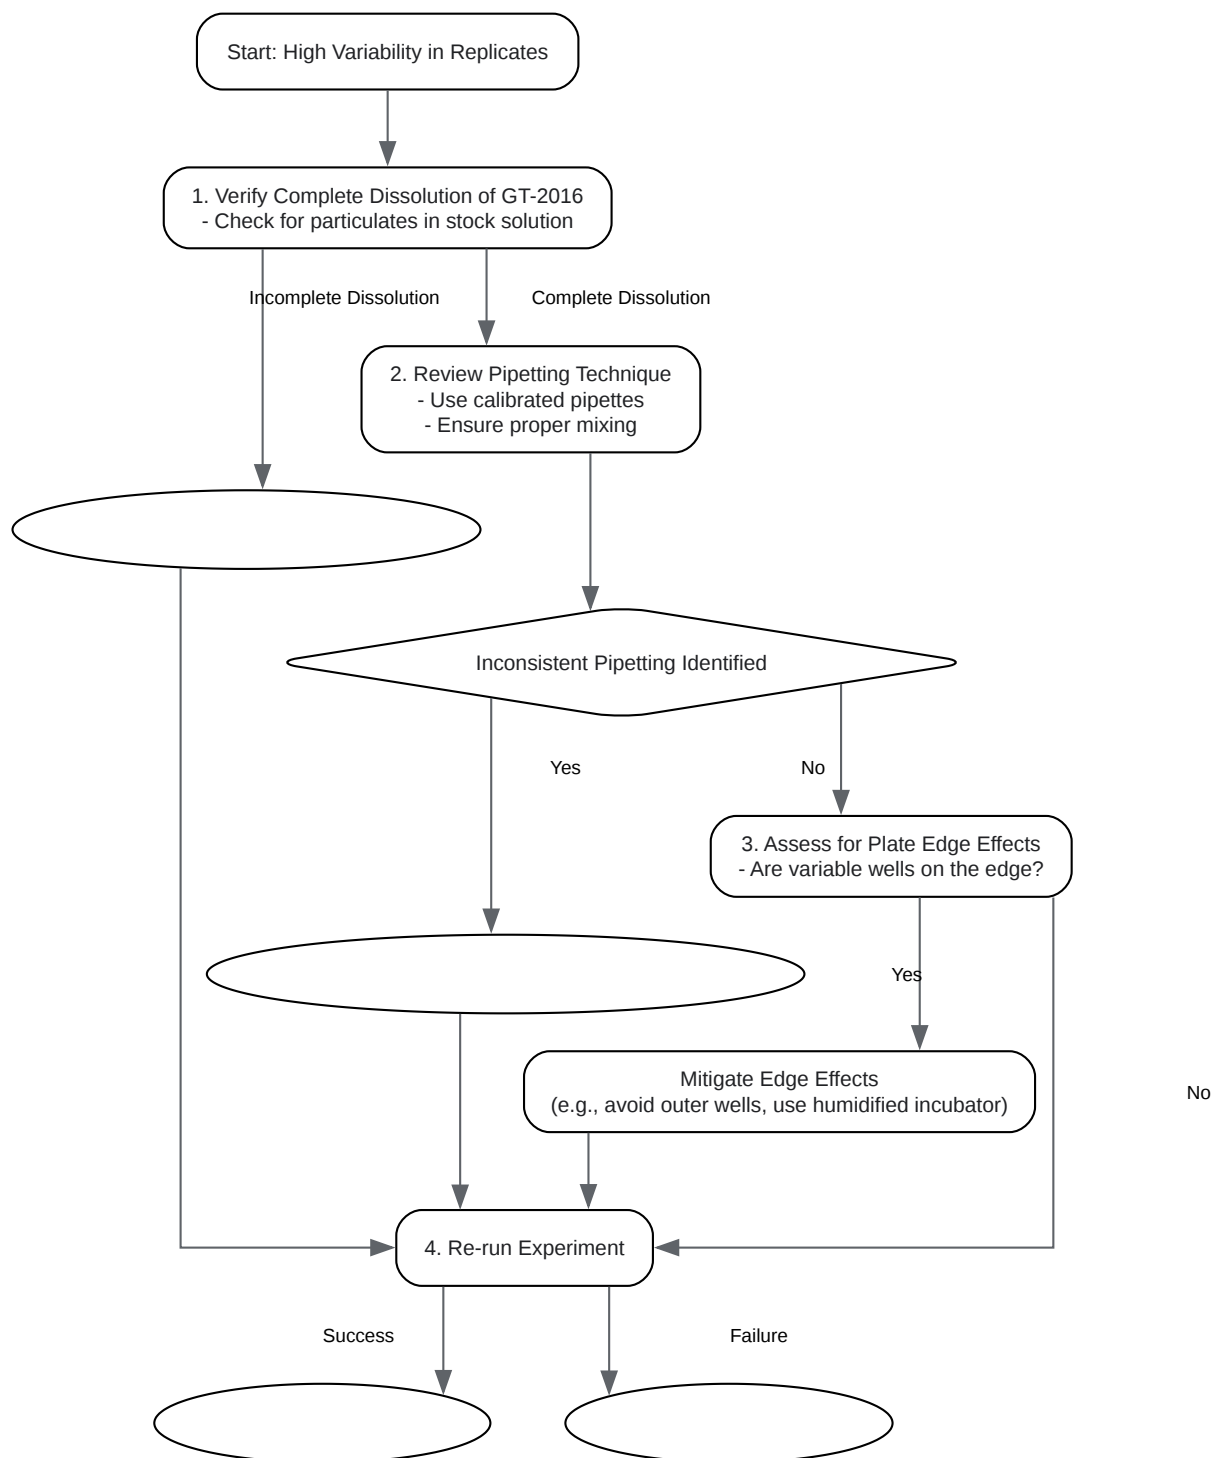 Start: High Variability in Replicates
1. Verify Complete Dissolution of GT-2016
- Check for particulates in stock solution
Incomplete Dissolution
Complete Dissolution
2. Review Pipetting Technique
- Use calibrated pipettes
- Ensure proper mixing
Inconsistent Pipetting Identified
Yes
No
3. Assess for Plate Edge Effects
- Are variable wells on the edge?
Yes
Mitigate Edge Effects
(e.g., avoid outer wells, use humidified incubator)
No
4. Re-run Experiment
Success
Failure